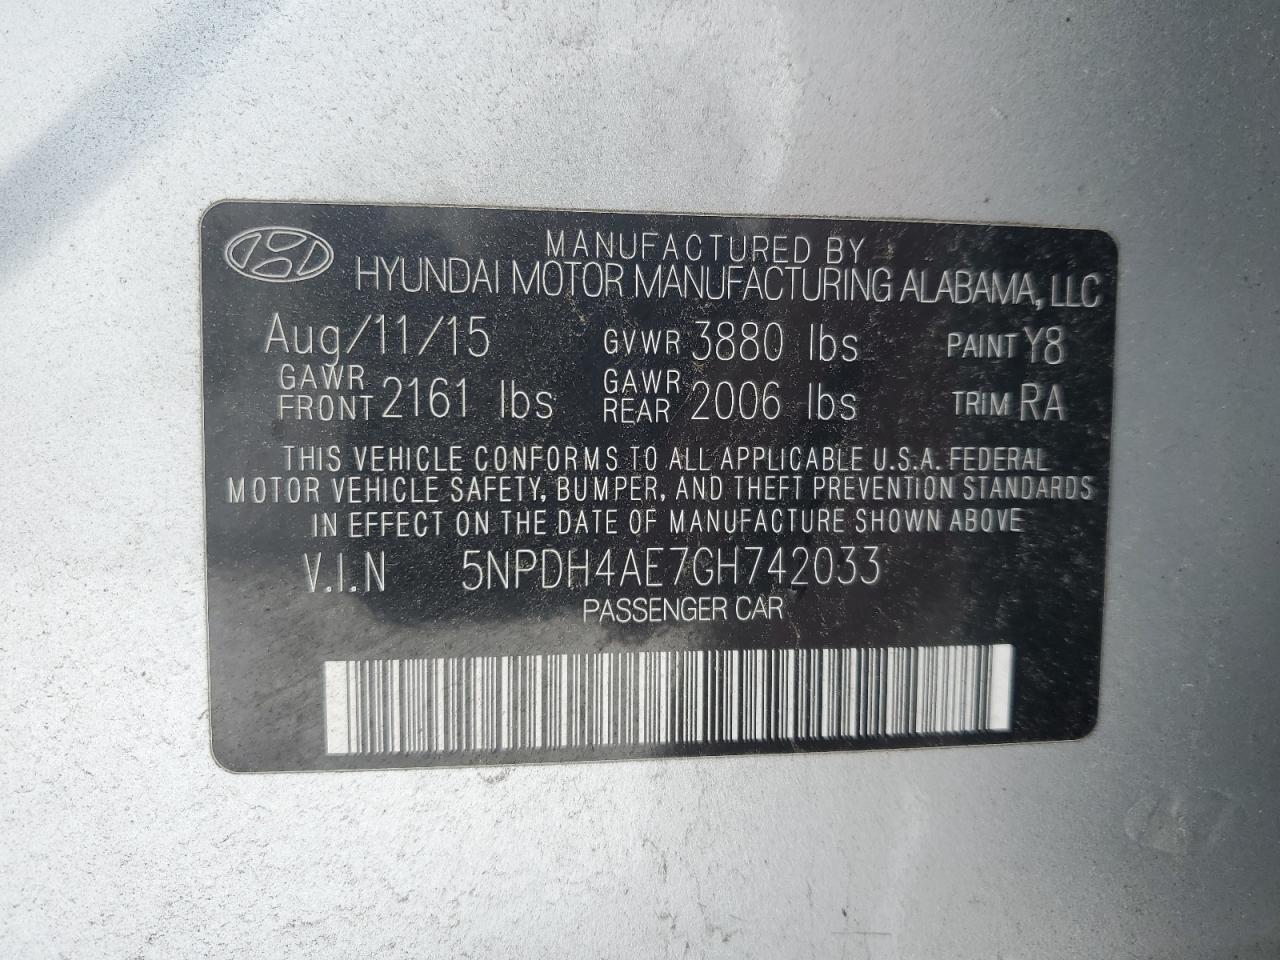 MANUFACTURED BY
HYUNDAI MOTOR MANUFACTURING ALABAMA, LLC
Aug/11/15 GVWR 3880 lbs PAINT Y8
GAWR FRONT 2161 lbs GAWR REAR 2006 lbs TRIM RA
THIS VEHICLE CONFORMS TO ALL APPLICABLE U.S.A. FEDERAL
MOTOR VEHICLE SAFETY, BUMPER, AND THEFT PREVENTION STANDARDS
IN EFFECT ON THE DATE OF MANUFACTURE SHOWN ABOVE
V.I.N 5NPDH4AE7GH742033
PASSENGER CAR